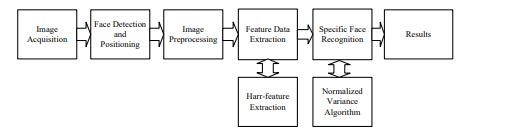 Image
Acquisition
Face Detection
and
Positioning
Image
Preprocessing
Feature Data
Extraction
Specific Face
Recognition
Results
Harr-feature
Extraction
Normalized
Variance
Algorithm